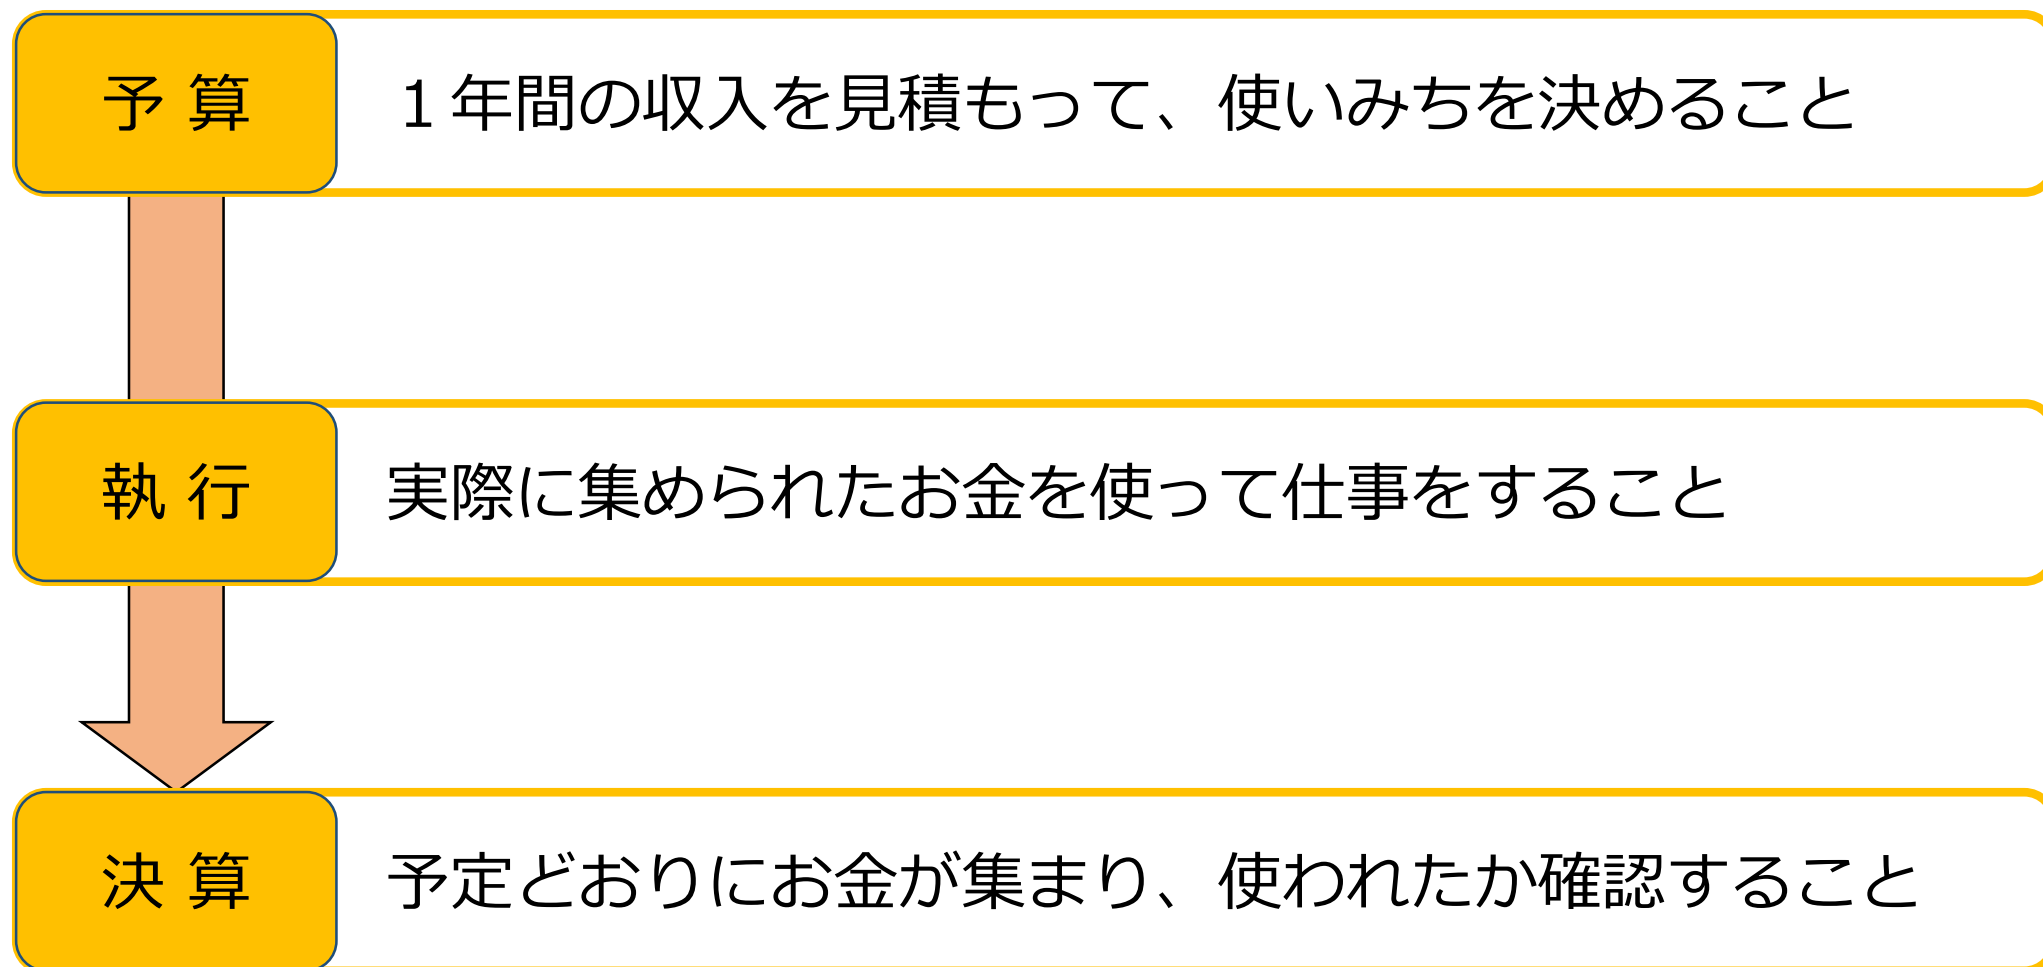 予 算
１年間の収入を見積もって、使いみちを決めること
執 行
実際に集められたお金を使って仕事をすること
決 算
予定どおりにお金が集まり、使われたか確認すること